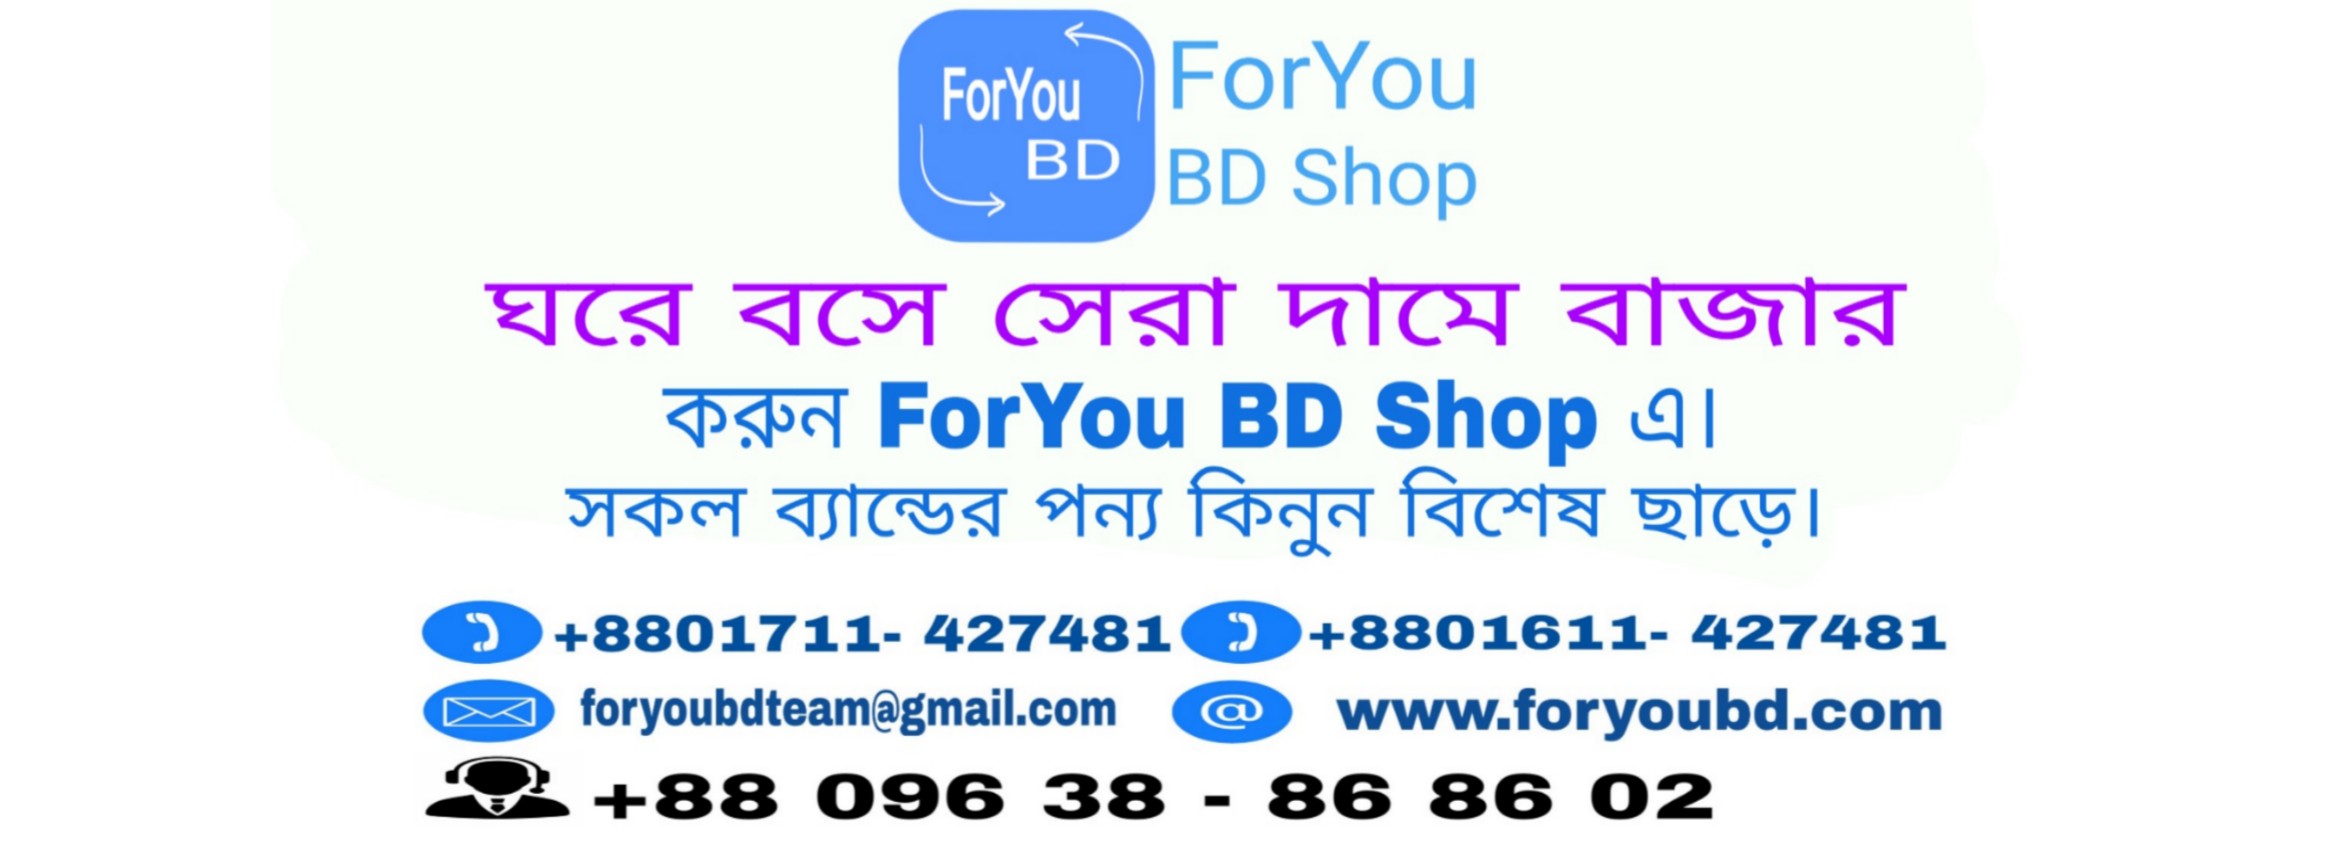 ForYou
BD
ForYou
BD Shop
ঘরে বসে সেরা দামে বাজার
করুন ForYou BD Shop এ।
সকল ব্যান্ডের পন্য কিনুন বিশেষ ছাড়ে।
+8801711- 427481 +8801611- 427481
foryoubdteam@gmail.com @ www.foryoubd.com
+88 096 38 - 86 86 02